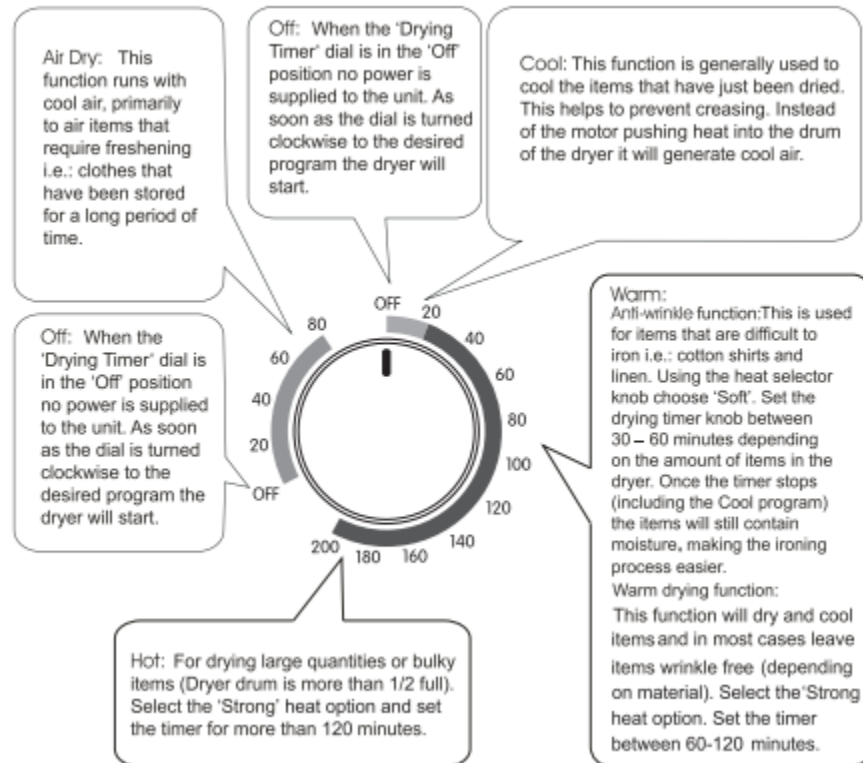 Air Dry: This
function runs with
cool air, primarily
to air items that
require freshening
i.e.: clothes that
have been stored
for a long period of
time.
Off: When the
'Drying Timer' dial is
in the 'Off'
position no power is
supplied to the unit. As
soon as the dial is turned
clockwise to the desired
program the dryer will
start.
Cool: This function is generally used to
cool the items that have just been dried.
This helps to prevent creasing. Instead
of the motor pushing heat into the drum
of the dryer it will generate cool air.
Off: When the
'Drying Timer' dial is
in the 'Off' position
no power is supplied
to the unit. As soon
as the dial is turned
clockwise to the
desired program the
dryer will start.
OFF
20
40
60
80
100
120
140
160
180
200
OFF
20
40
60
80
Warm:
Anti-wrinkle function:This is used
for items that are difficult to
iron i.e.: cotton shirts and
linen. Using the heat selector
knob choose 'Soft'. Set the
drying timer knob between
30 – 60 minutes depending
on the amount of items in the
dryer. Once the timer stops
(including the Cool program)
the items will still contain
moisture, making the ironing
process easier.
Warm drying function:
This function will dry and cool
items and in most cases leave
items wrinkle free (depending
on material). Select the 'Strong
heat option. Set the timer
between 60-120 minutes.
Hot: For drying large quantities or bulky
items (Dryer drum is more than 1/2 full).
Select the 'Strong' heat option and set
the timer for more than 120 minutes.